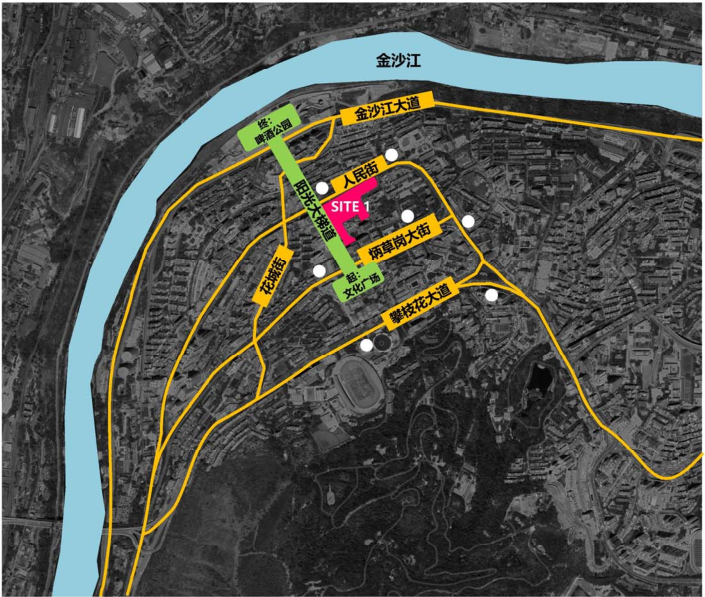 金沙江
金沙江大道
终：
啤酒公园
人民街
阳光大梯道
SITE 1
炳草岗大街
花城街
起：
文化广场
攀枝花大道